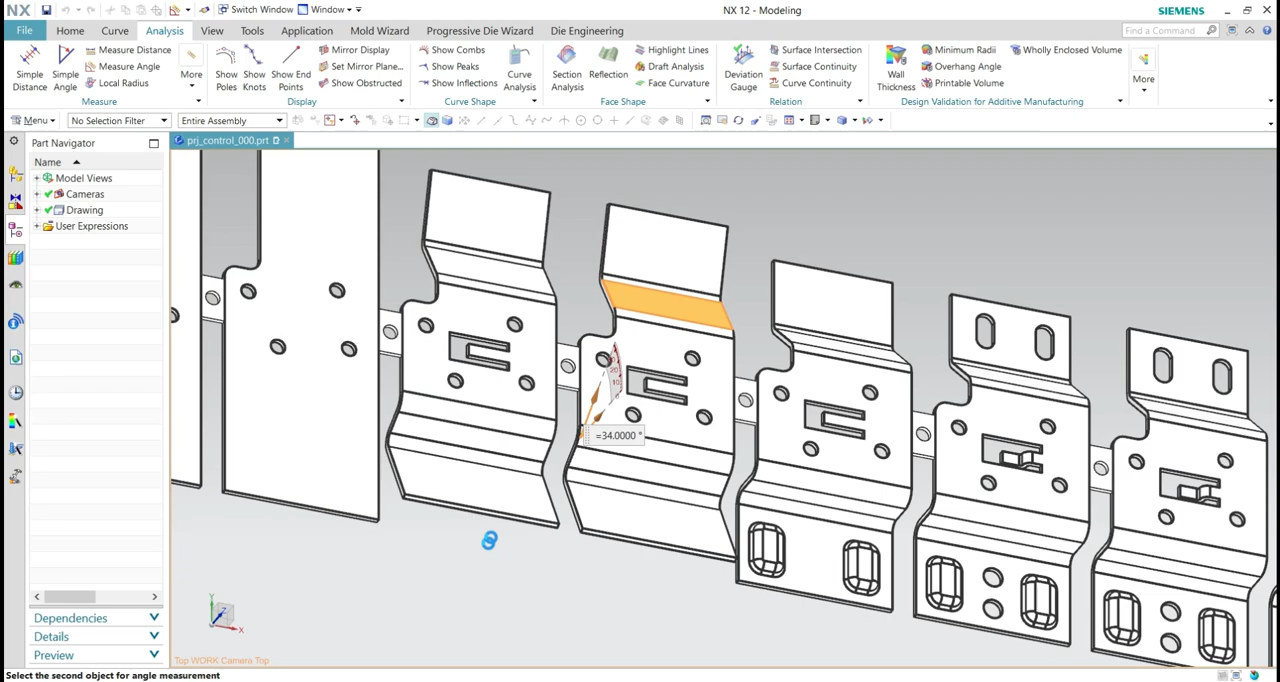 NX
Switch Window
Window
NX 12 - Modeling
SIEMENS
File
Home
Curve
Analysis
View
Tools
Application
Mold Wizard
Progressive Die Wizard
Die Engineering
Find a Command
Simple Distance
Simple Angle
Measure Distance
Measure Angle
Local Radius
More
Measure
Show Poles
Show Knots
Show End Points
Mirror Display
Set Mirror Plane...
Show Obstructed
Display
Show Combs
Show Peaks
Show Inflections
Curve Analysis
Curve Shape
Section Analysis
Reflection
Highlight Lines
Draft Analysis
Face Curvature
Face Shape
Deviation Gauge
Surface Intersection
Surface Continuity
Curve Continuity
Relation
Wall Thickness
Minimum Radii
Overhang Angle
Printable Volume
Wholly Enclosed Volume
Design Validation for Additive Manufacturing
More
Menu
No Selection Filter
Entire Assembly
Part Navigator
prj_control_000.prt
Name
Model Views
Cameras
Drawing
User Expressions
20
10
=34.0000 °
Dependencies
Details
Preview
Y
Z
X
Top WORK Camera Top
Select the second object for angle measurement